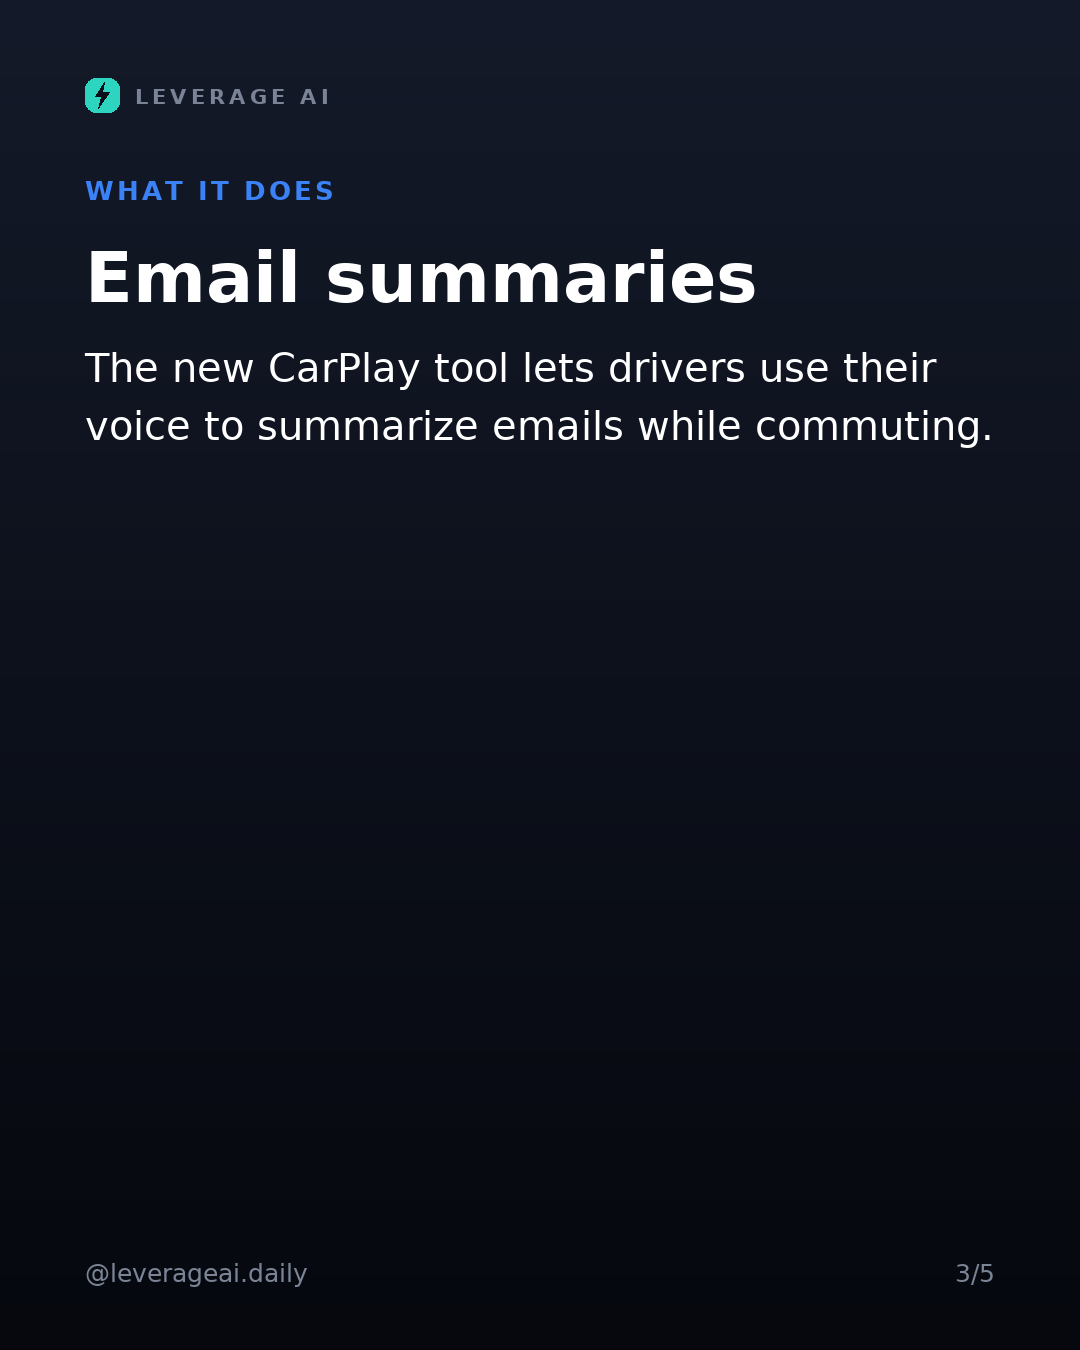 LEVERAGE AI
WHAT IT DOES
Email summaries
The new CarPlay tool lets drivers use their
voice to summarize emails while commuting.
@leverageai.daily
3/5